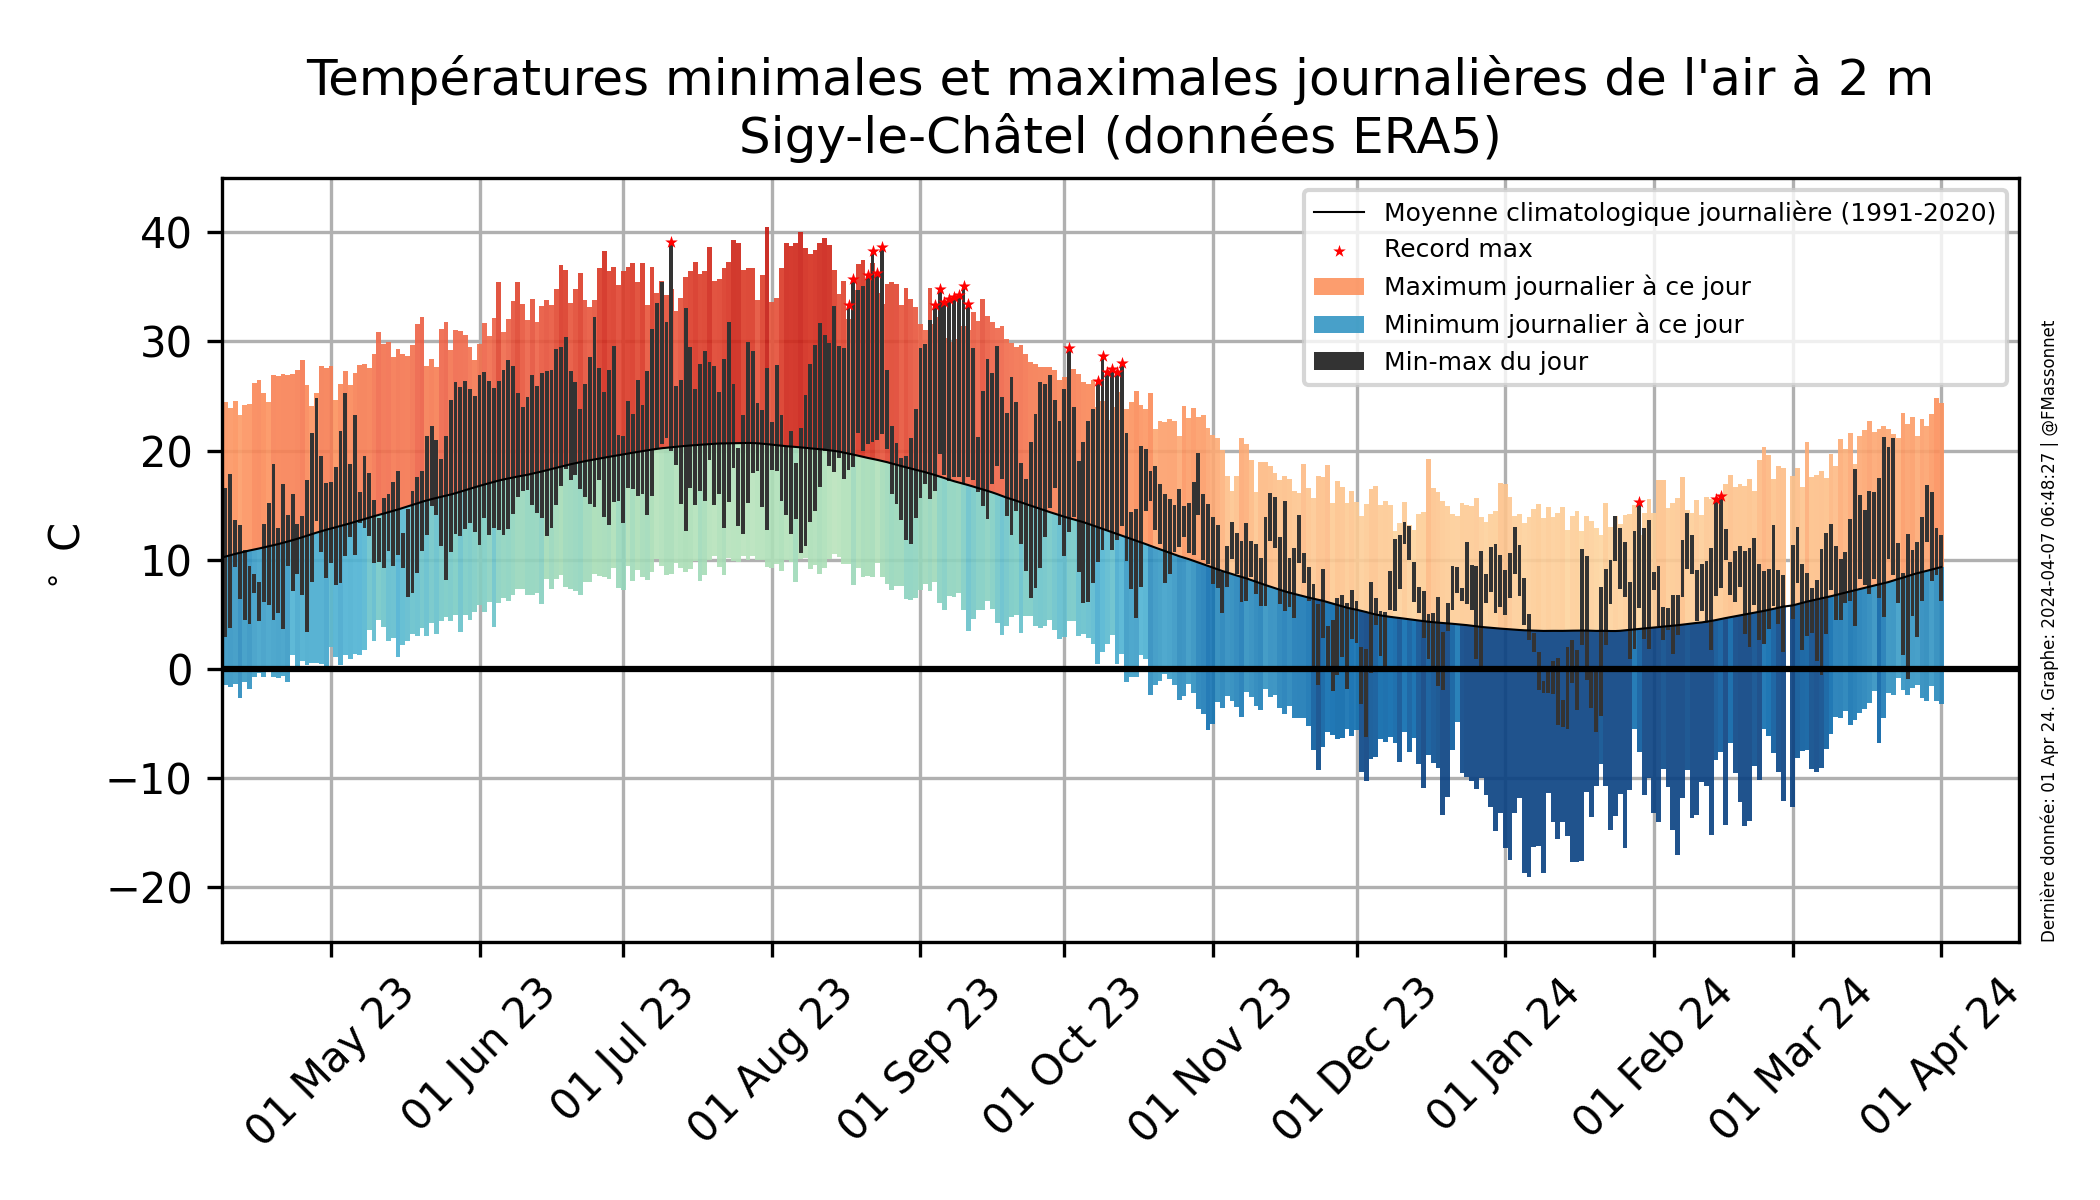 Températures minimales et maximales journalières de l'air à 2 m
Sigy-le-Châtel (données ERA5)
Moyenne climatologique journalière (1991-2020)
Record max
Maximum journalier à ce jour
Minimum journalier à ce jour
Min-max du jour
° C
40
30
20
10
0
−10
−20
01 May 23
01 Jun 23
01 Jul 23
01 Aug 23
01 Sep 23
01 Oct 23
01 Nov 23
01 Dec 23
01 Jan 24
01 Feb 24
01 Mar 24
01 Apr 24
Dernière donnée: 01 Apr 24. Graphe: 2024-04-07 06:48:27 | @FMassonnet